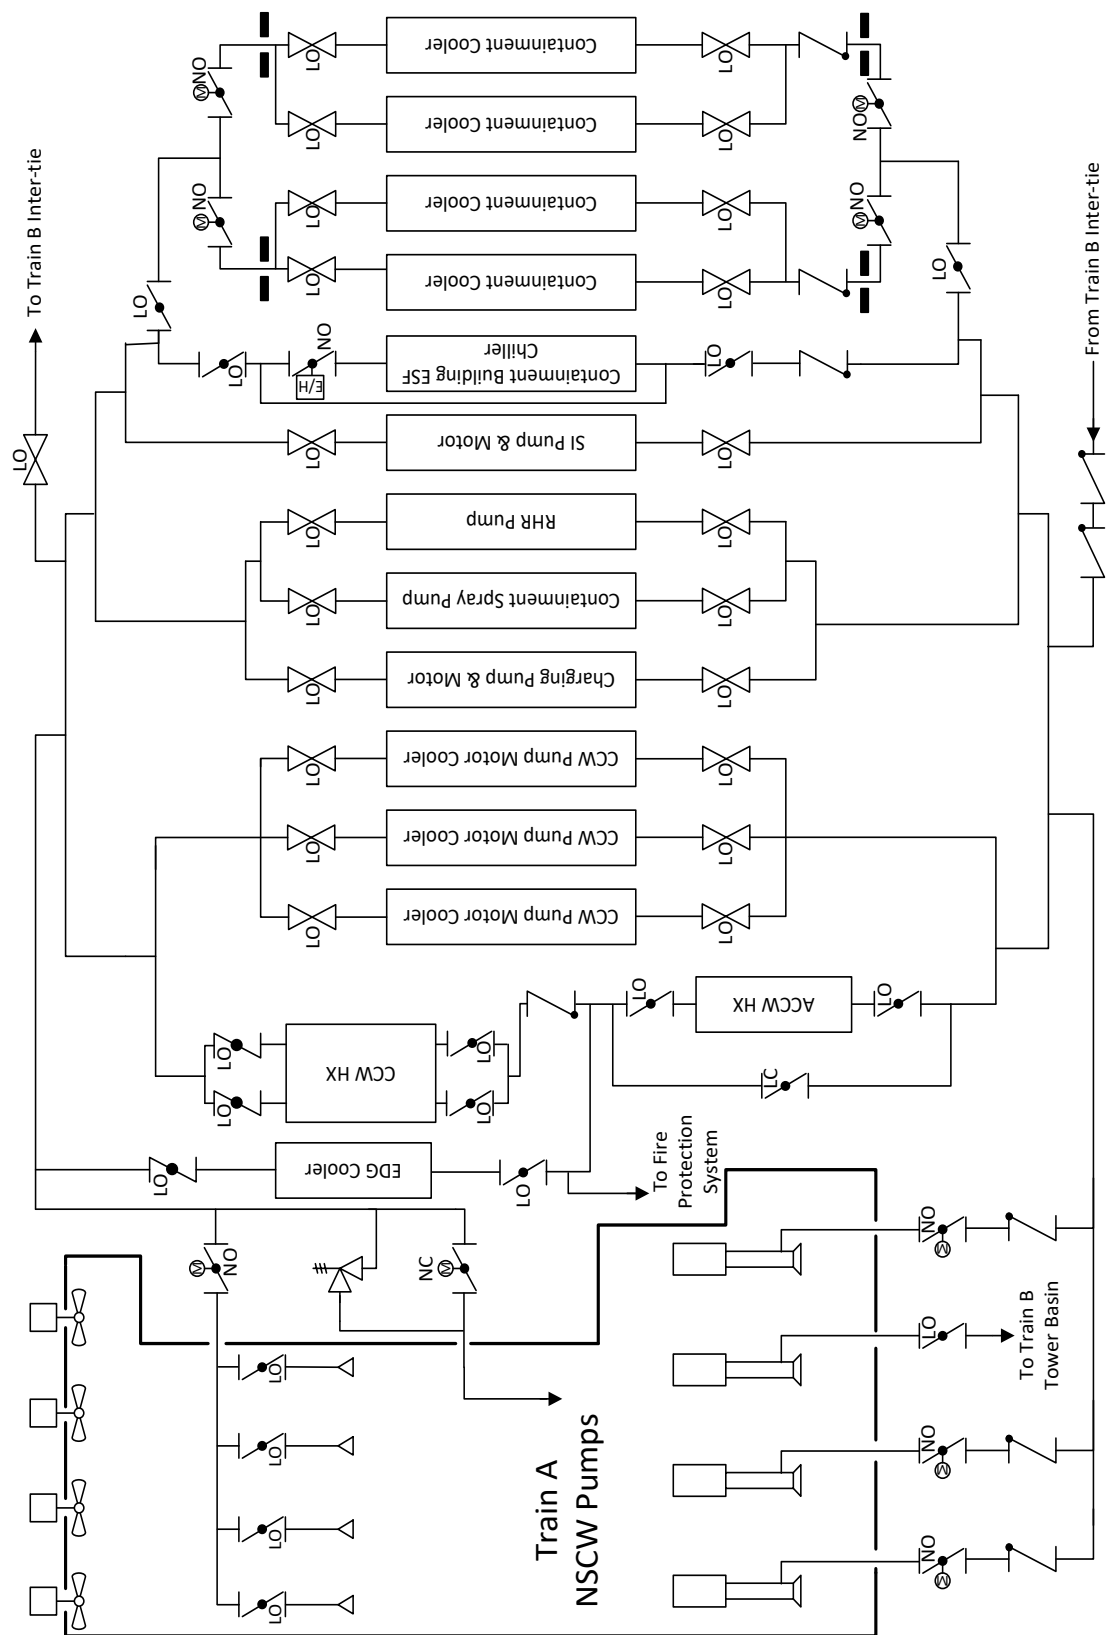 To Train B Inter-tie
LO
NO
M
LO
Containment Cooler
LO
LO
Containment Cooler
LO
M
NO
M
NO
LO
Containment Cooler
LO
M
NO
LO
Containment Cooler
LO
LO
LO
From Train B Inter-tie
LO
NO
E/H
Containment Building ESF
Chiller
LO
LO
SI Pump & Motor
LO
LO
RHR Pump
LO
LO
Containment Spray Pump
LO
LO
Charging Pump & Motor
LO
LO
CCW Pump Motor Cooler
LO
LO
CCW Pump Motor Cooler
LO
LO
CCW Pump Motor Cooler
LO
LO
LO
CCW HX
LO
LO
LO
ACCW HX
LO
LC
LO
EDG Cooler
LO
To Fire
Protection
System
M
NO
NC
M
NO
M
LO
LO
To Train B
Tower Basin
LO
NO
M
LO
LO
NO
M
Train A
NSCW Pumps